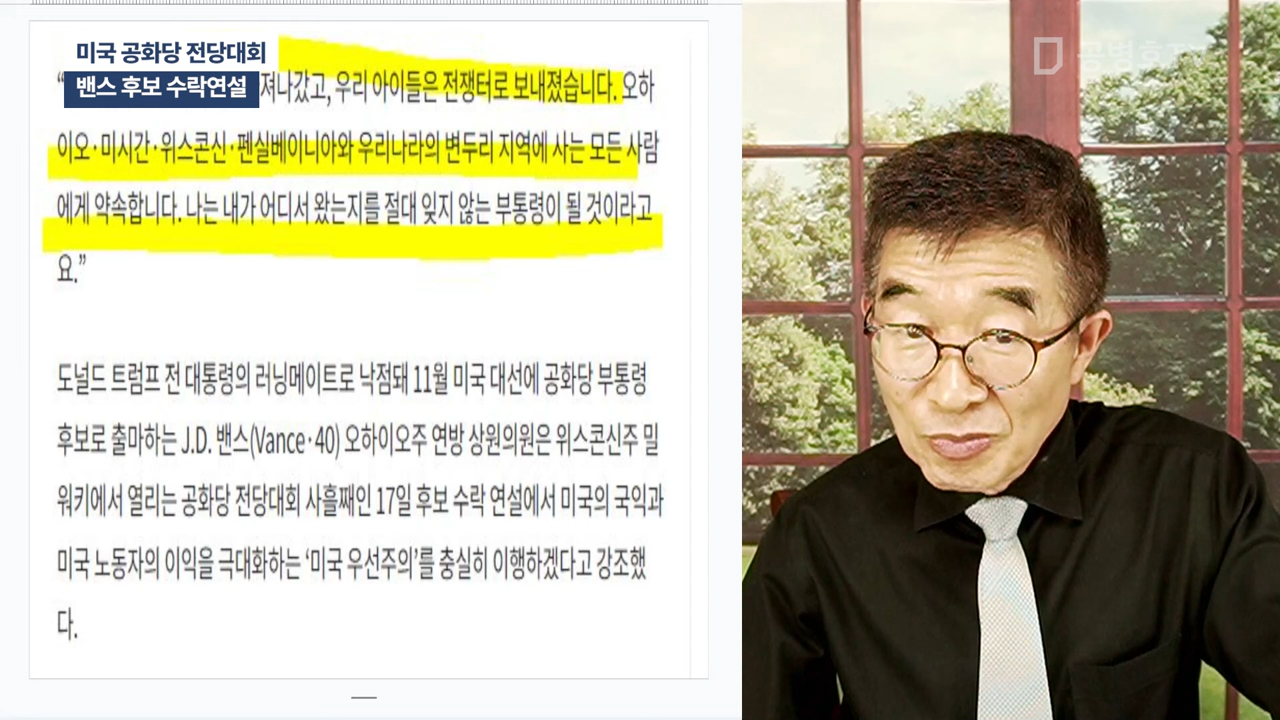 미국 공화당 전당대회
밴스 후보 수락연설
져나갔고, 우리 아이들은 전쟁터로 보내졌습니다. 오하
이오·미시간·위스콘신·펜실베이니아와 우리나라의 변두리 지역에 사는 모든 사람
에게 약속합니다. 나는 내가 어디서 왔는지를 절대 잊지 않는 부통령이 될 것이라고
요.”
도널드 트럼프 전 대통령의 러닝메이트로 낙점돼 11월 미국 대선에 공화당 부통령
후보로 출마하는 J.D. 밴스(Vance·40) 오하이오주 연방 상원의원은 위스콘신주 밀
워키에서 열리는 공화당 전당대회 사흘째인 17일 후보 수락 연설에서 미국의 국익과
미국 노동자의 이익을 극대화하는 ‘미국 우선주의’를 충실히 이행하겠다고 강조했
다.